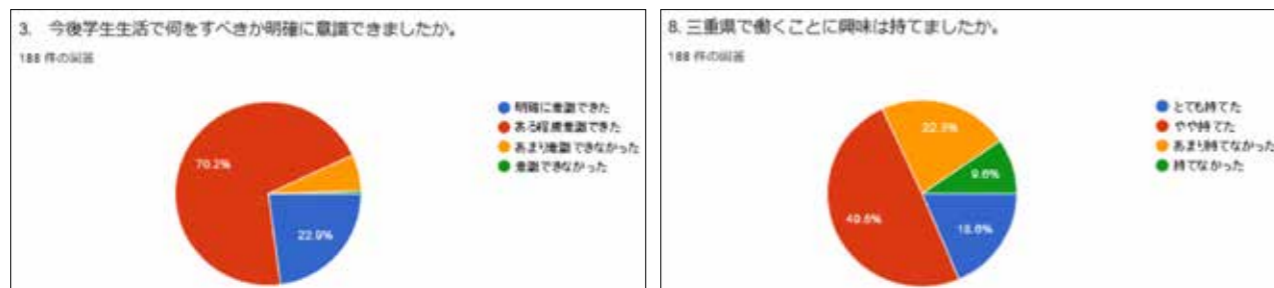 3. 今後学生生活で何をすべきか明確に意識できましたか。
188 件の回答
明確に意識できた
ある程度意識できた
あまり意識できなかった
意識できなかった
70.2%
22.9%
8. 三重県で働くことに興味は持てましたか。
188 件の回答
とても持てた
やや持てた
あまり持てなかった
持てなかった
22.3%
9.6%
18.6%